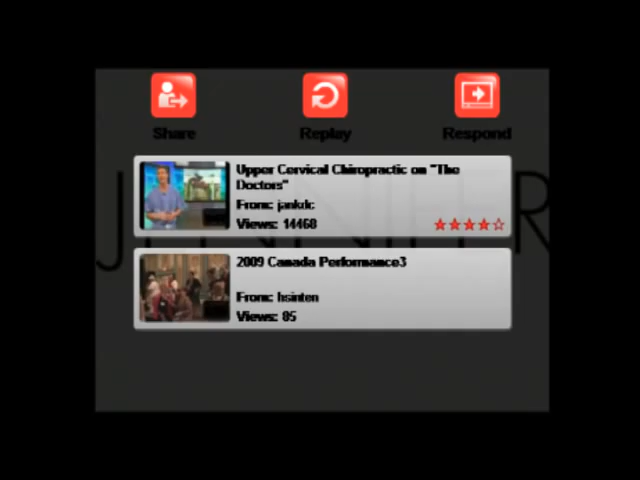 Share Replay Respond
Upper Cervical Chiropractic on "The
Doctors"
From: jankdc
Views: 14468
2009 Canada Performance3
From: hsinten
Views: 85
JENNIFER